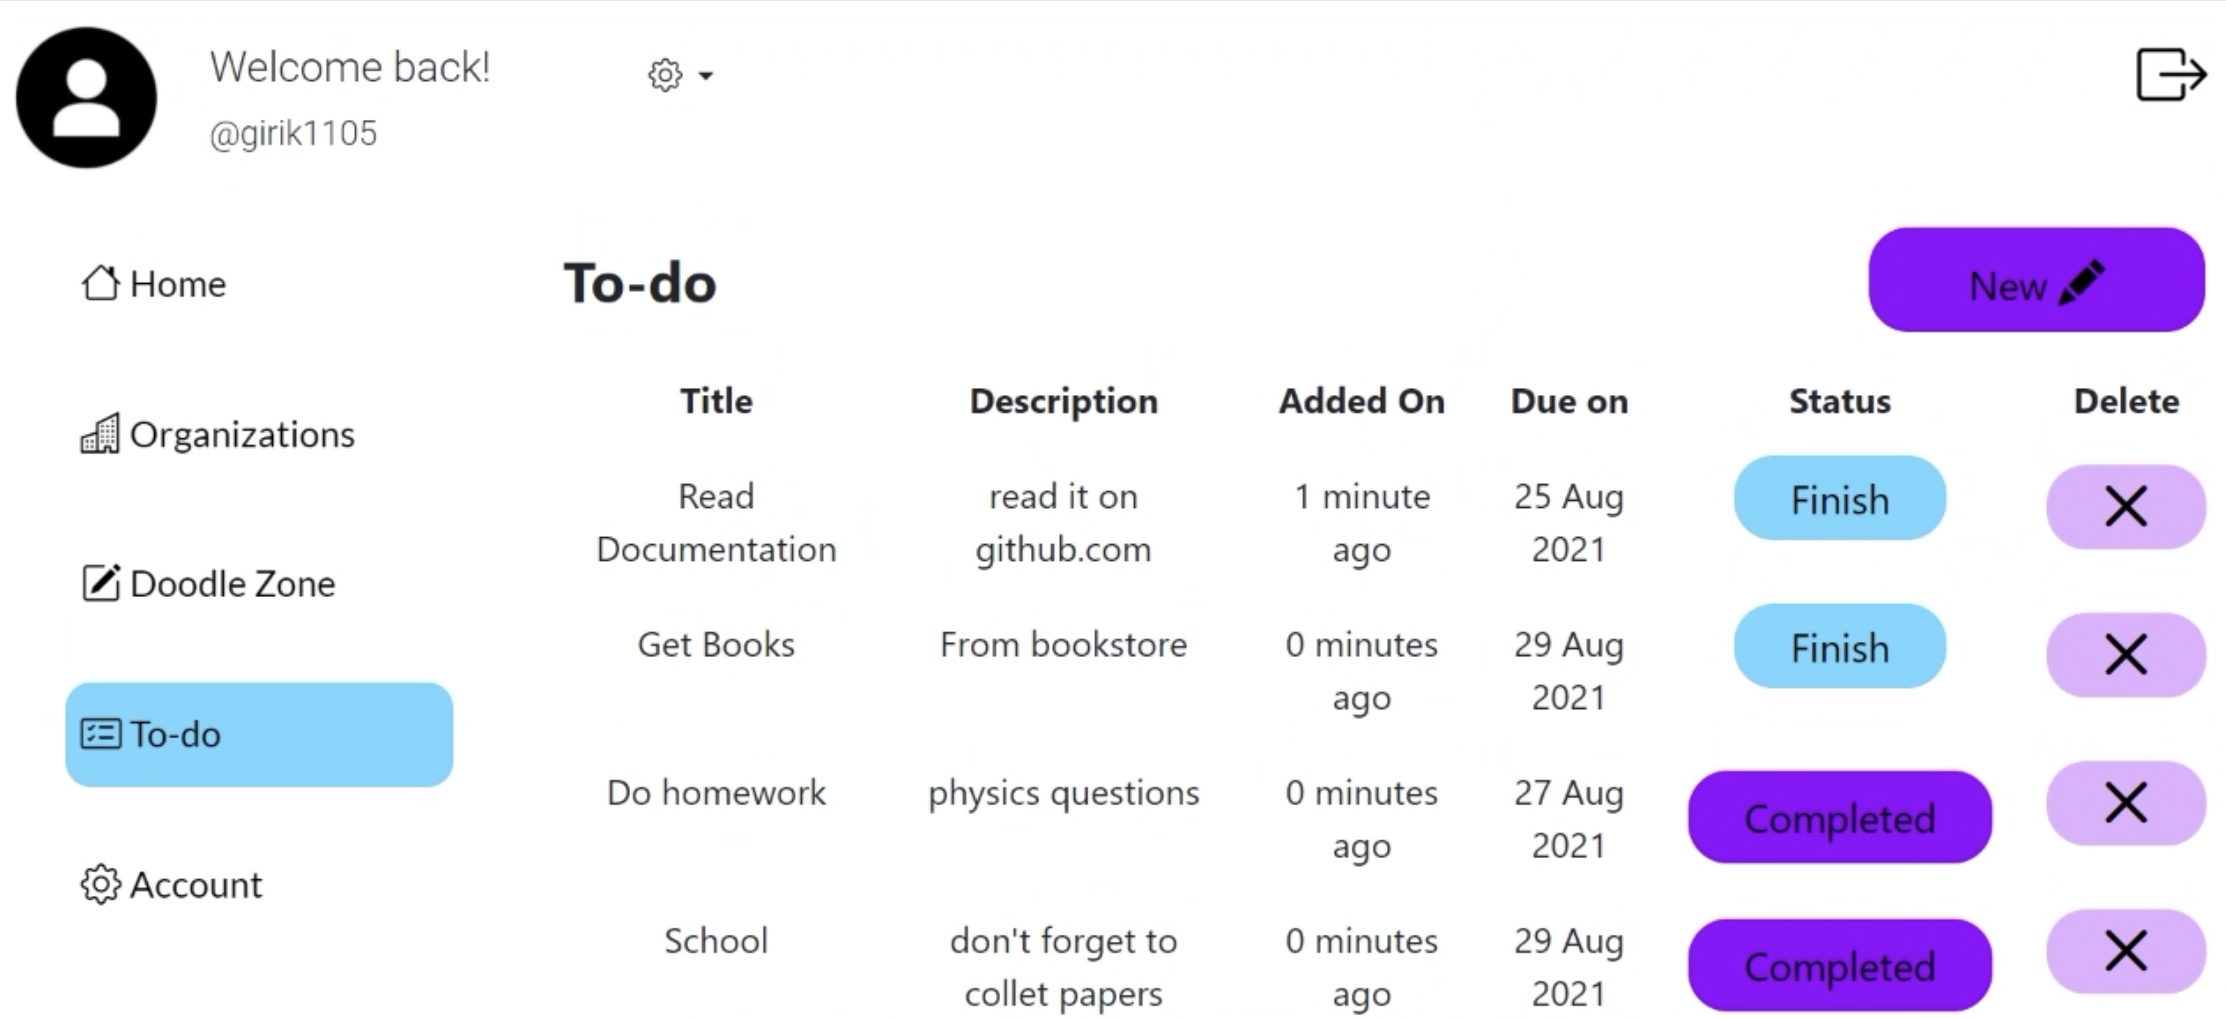 Welcome back!
@girik1105
Home
Organizations
Doodle Zone
To-do
Account
To-do
New
Title Description Added On Due on Status Delete
Read read it on 1 minute 25 Aug Finish
Documentation github.com ago 2021
Get Books From bookstore 0 minutes 29 Aug Finish
ago 2021
Do homework physics questions 0 minutes 27 Aug Completed
ago 2021
School don't forget to 0 minutes 29 Aug Completed
collet papers ago 2021